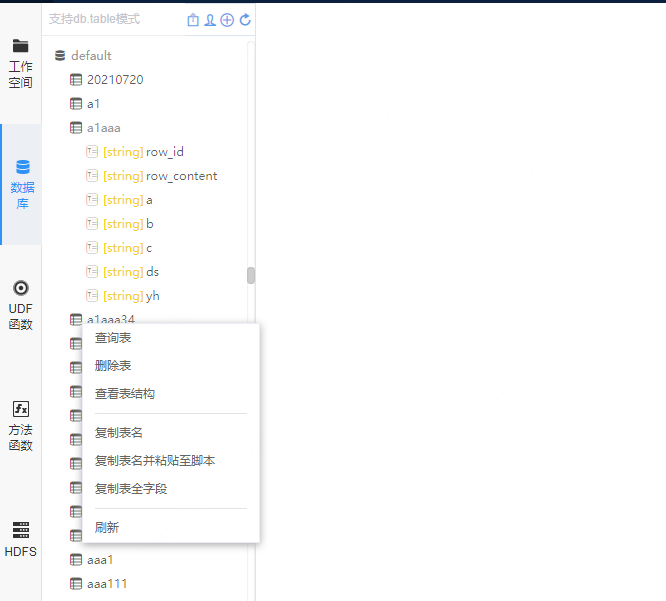 支持db.table模式
工作
空间
数据
库
UDF
函数
方法
函数
HDFS
default
20210720
a1
a1aaa
[string] row_id
[string] row_content
[string] a
[string] b
[string] c
[string] ds
[string] yh
a1aaa34
查询表
删除表
查看表结构
复制表名
复制表名并粘贴至脚本
复制表全字段
刷新
aaa1
aaa111